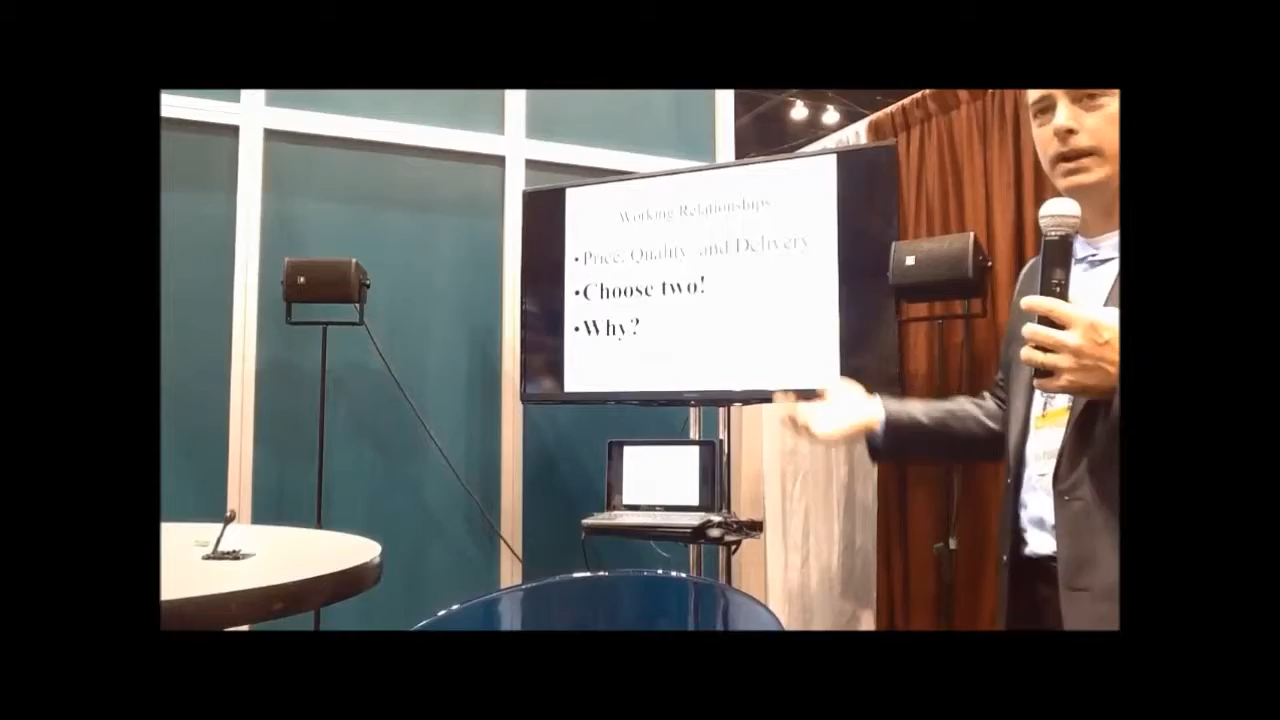 Working Relationships
•Price, Quality, and Delivery
•Choose two!
•Why?